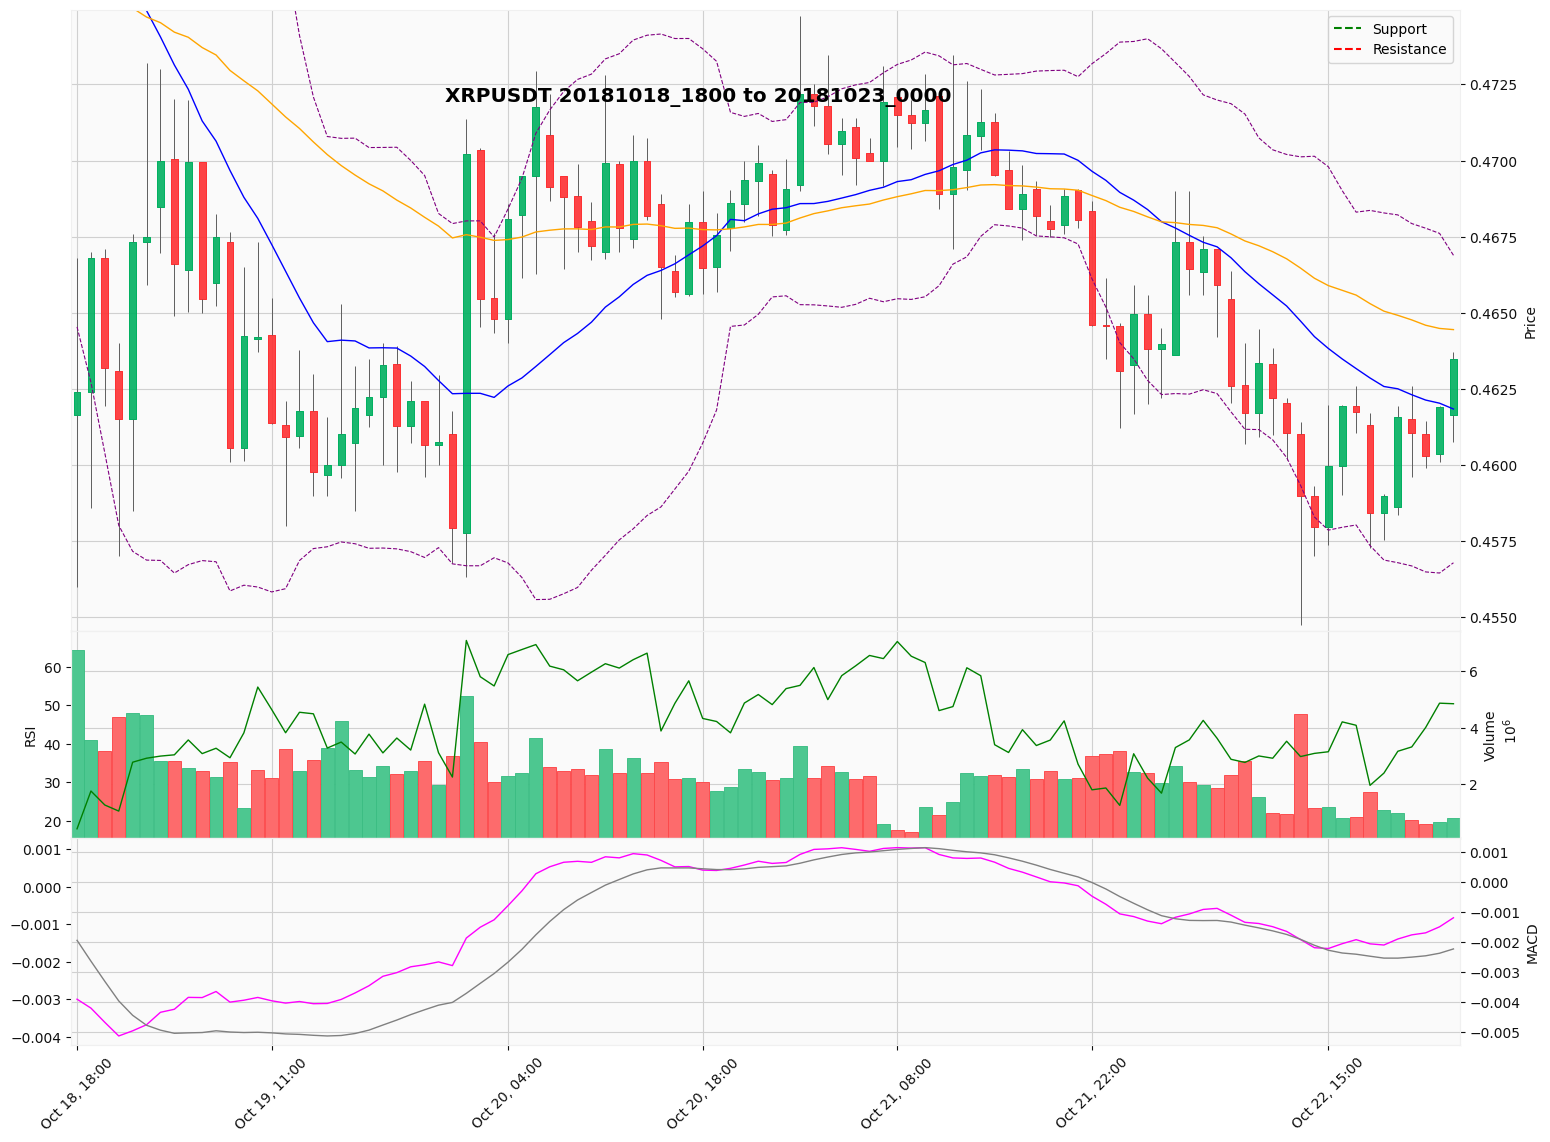 XRPUSDT 20181018_1800 to 20181023_0000
Support
Resistance
0.4725
0.4700
0.4675
0.4650
0.4625
0.4600
0.4575
0.4550
Price
60
50
40
30
20
RSI
6
4
2
Volume
10^6
0.001
0.000
−0.001
−0.002
−0.003
−0.004
0.001
0.000
−0.001
−0.002
−0.003
−0.004
−0.005
MACD
Oct 18, 18:00
Oct 19, 11:00
Oct 20, 04:00
Oct 20, 18:00
Oct 21, 08:00
Oct 21, 22:00
Oct 22, 15:00